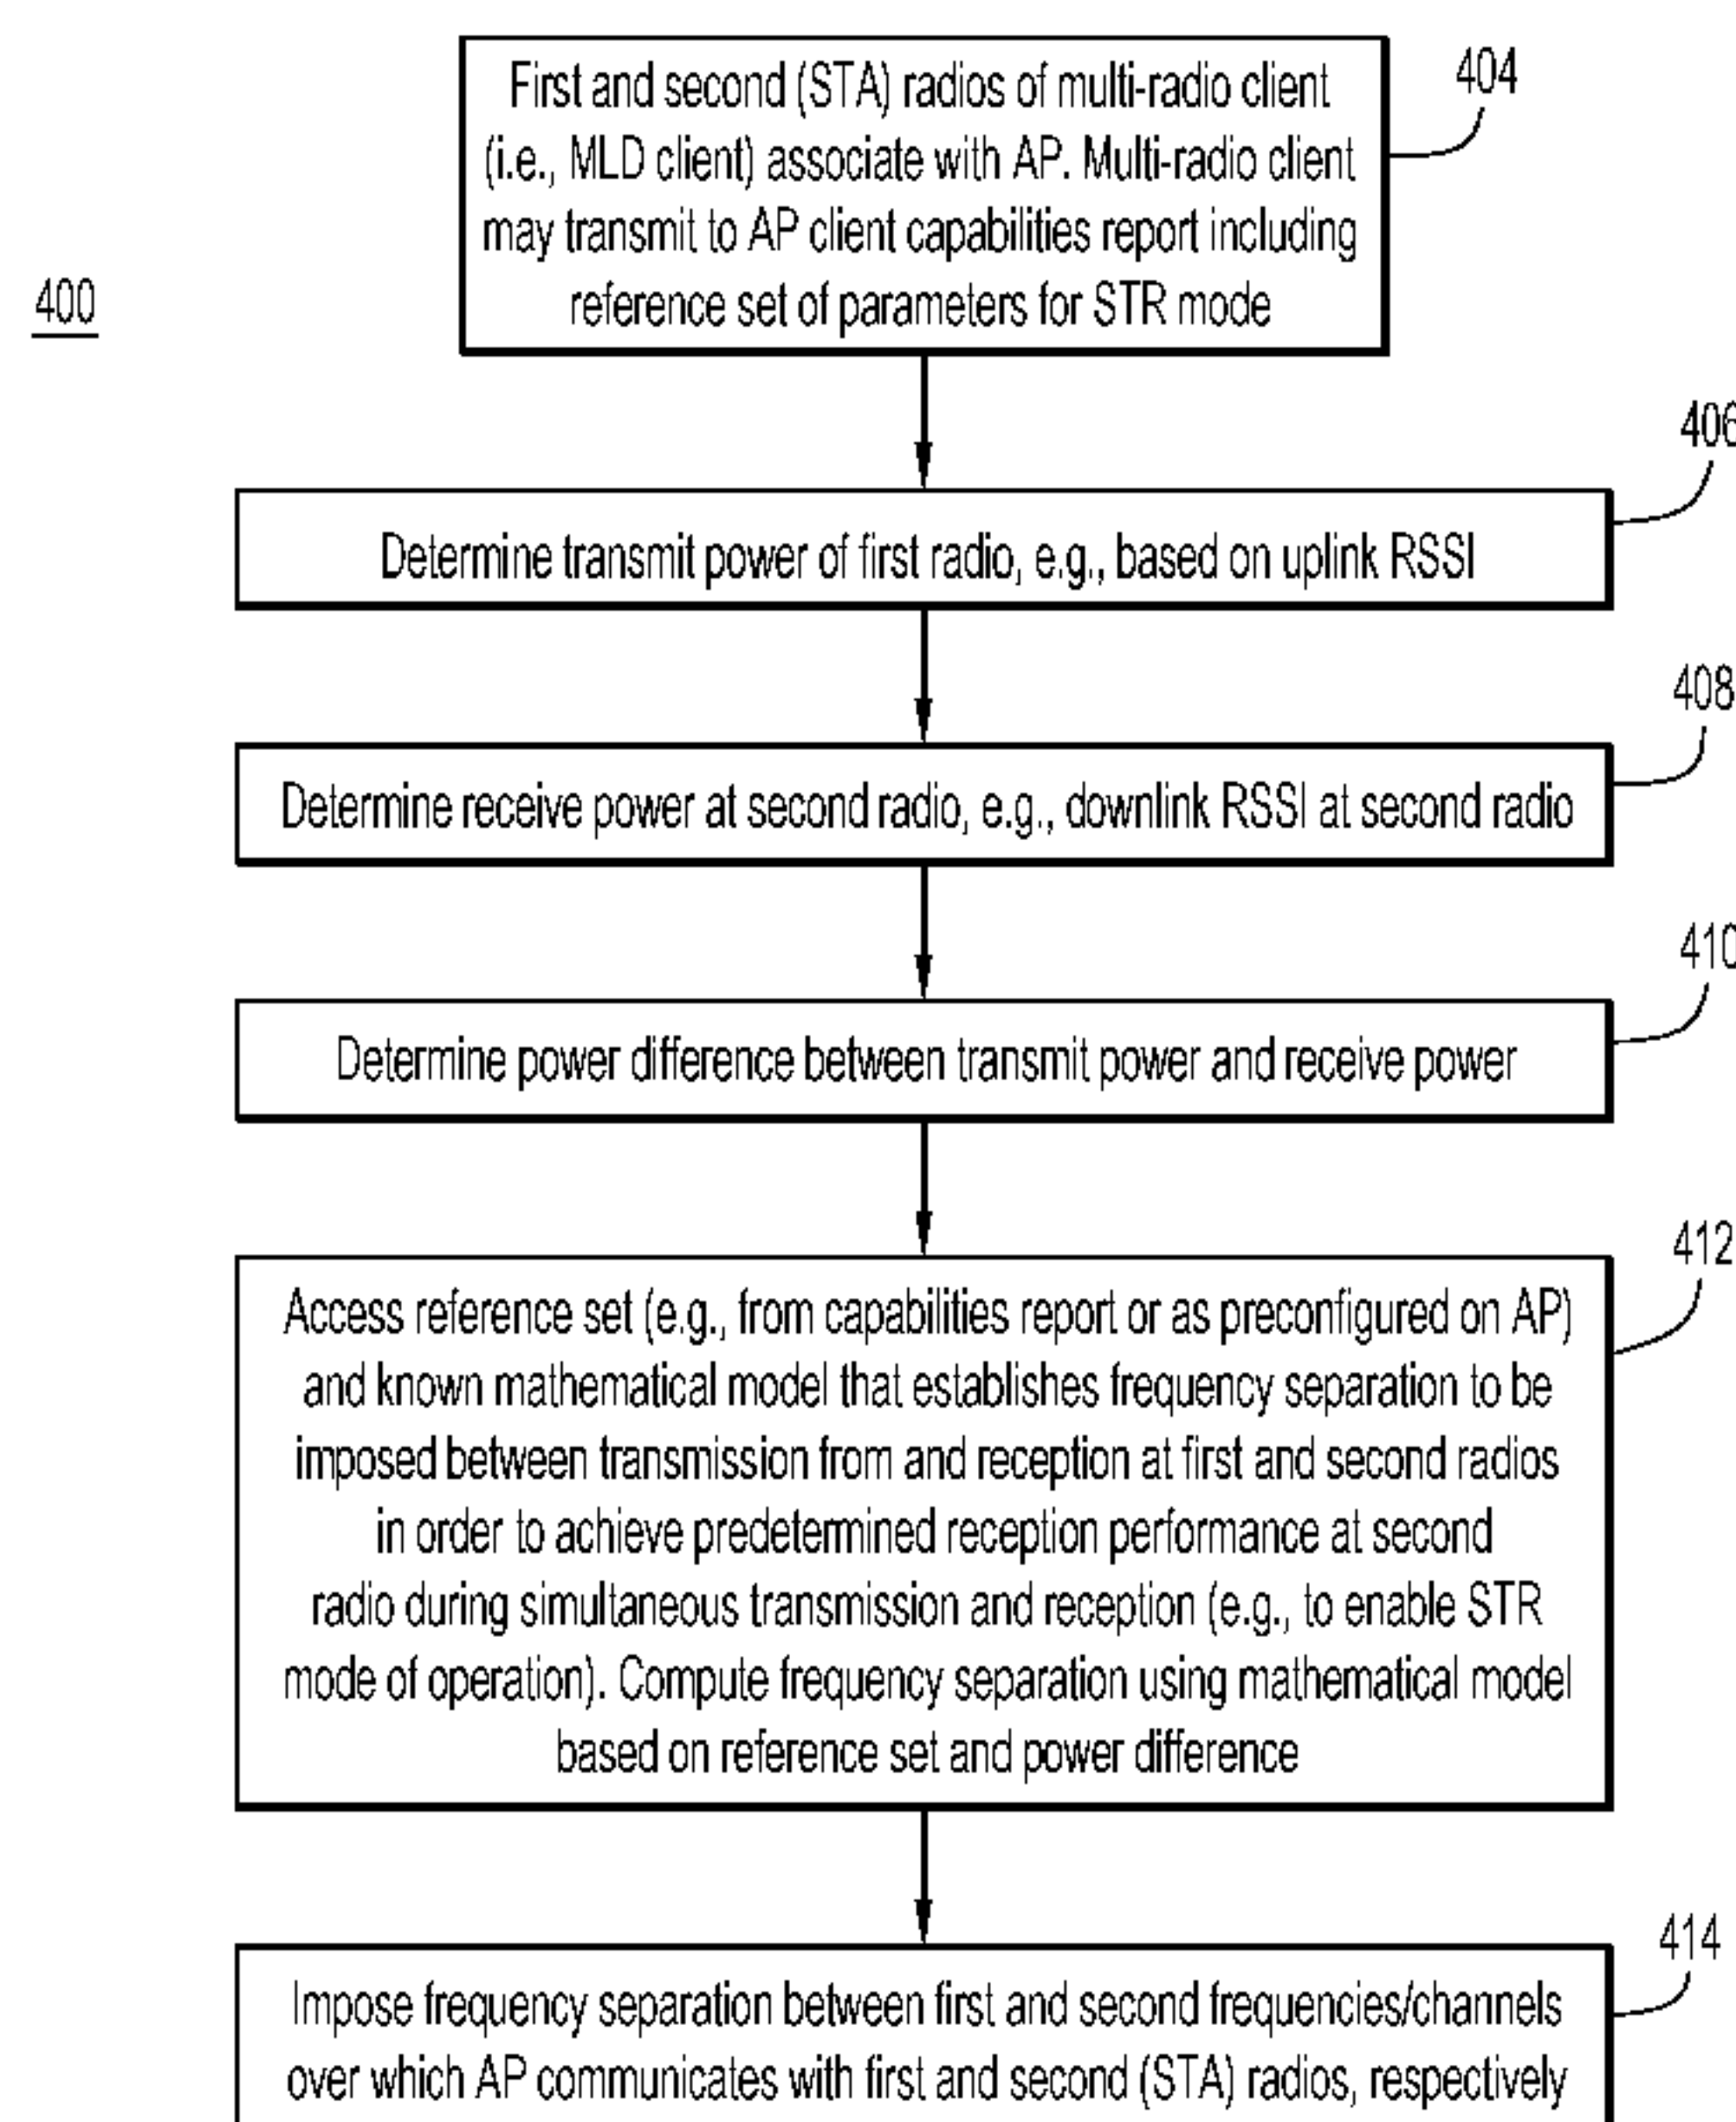 404
First and second (STA) radios of multi-radio client
(i.e., MLD client) associate with AP. Multi-radio client
may transmit to AP client capabilities report including
reference set of parameters for STR mode
400
406
Determine transmit power of first radio, e.g., based on uplink RSSI
408
Determine receive power at second radio, e.g., downlink RSSI at second radio
410
Determine power difference between transmit power and receive power
412
Access reference set (e.g., from capabilities report or as preconfigured on AP)
and known mathematical model that establishes frequency separation to be
imposed between transmission from and reception at first and second radios
in order to achieve predetermined reception performance at second
radio during simultaneous transmission and reception (e.g., to enable STR
mode of operation). Compute frequency separation using mathematical model
based on reference set and power difference
414
Impose frequency separation between first and second frequencies/channels
over which AP communicates with first and second (STA) radios, respectively